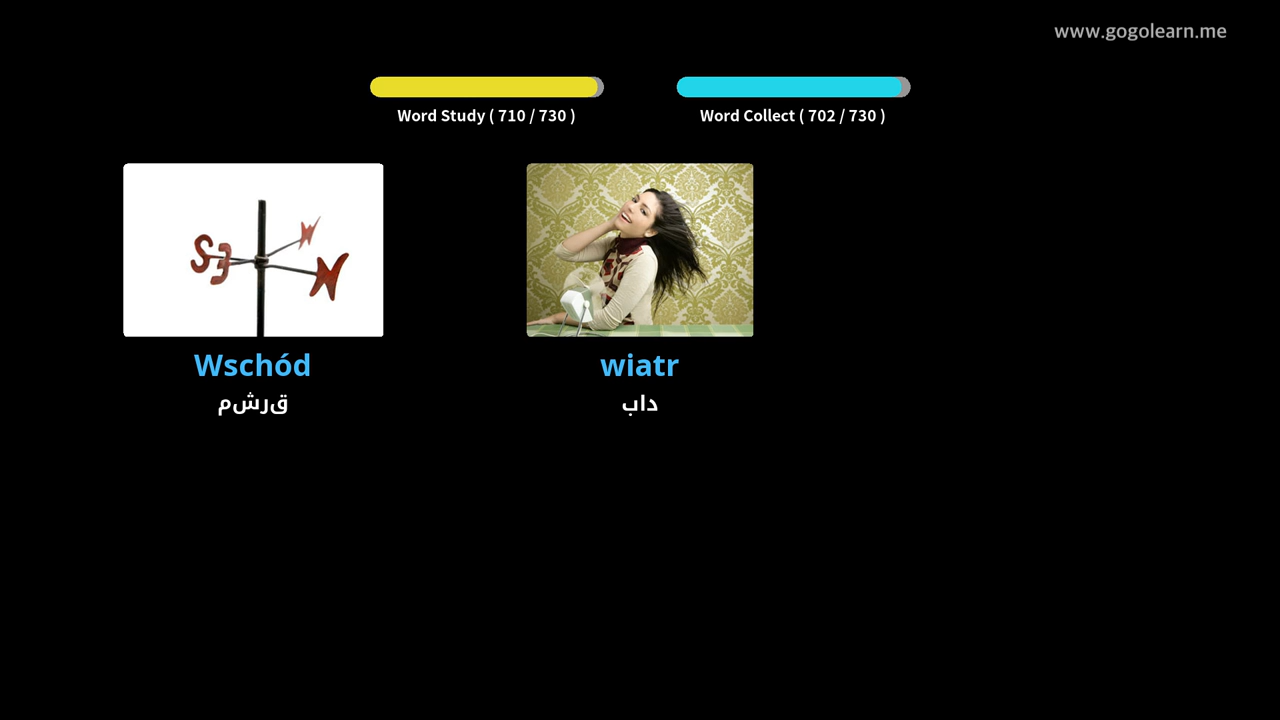 www.gogolearn.me
Word Study ( 710 / 730 )
Word Collect ( 702 / 730 )
S
E
Wschód
قرشم
wiatr
داب